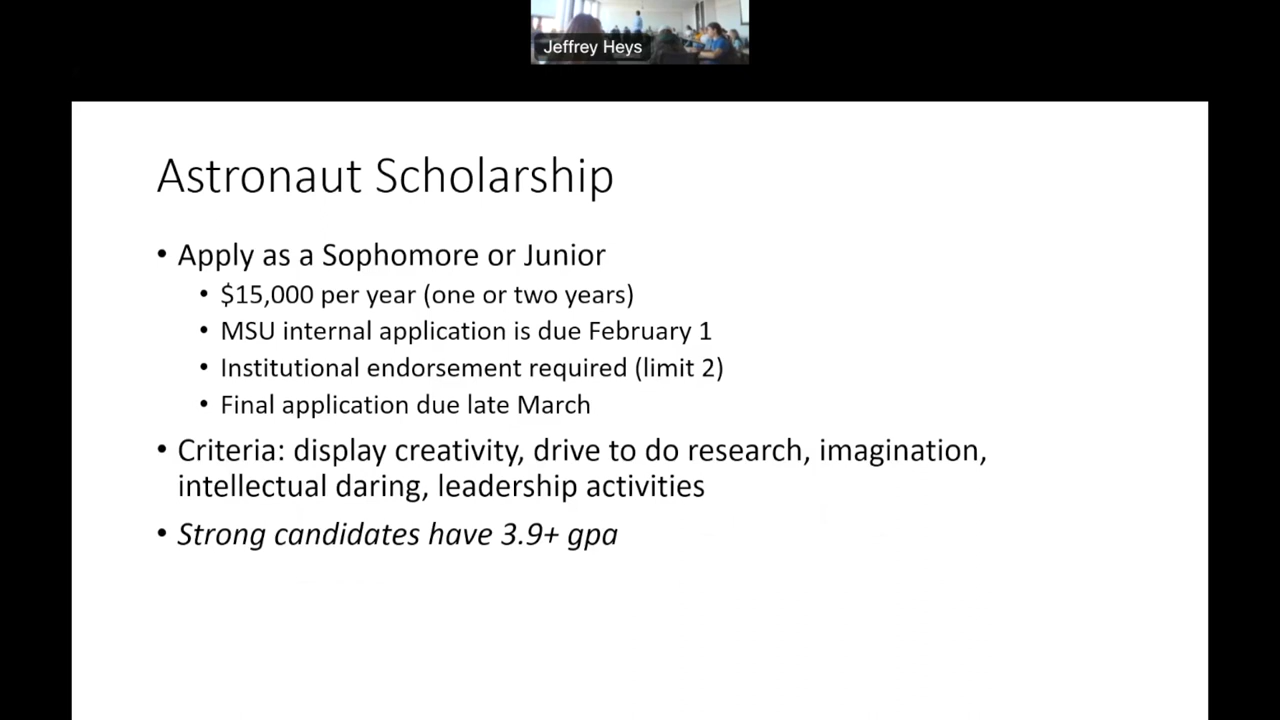 Jeffrey Heys
Astronaut Scholarship
• Apply as a Sophomore or Junior
• $15,000 per year (one or two years)
• MSU internal application is due February 1
• Institutional endorsement required (limit 2)
• Final application due late March
• Criteria: display creativity, drive to do research, imagination,
intellectual daring, leadership activities
• Strong candidates have 3.9+ gpa